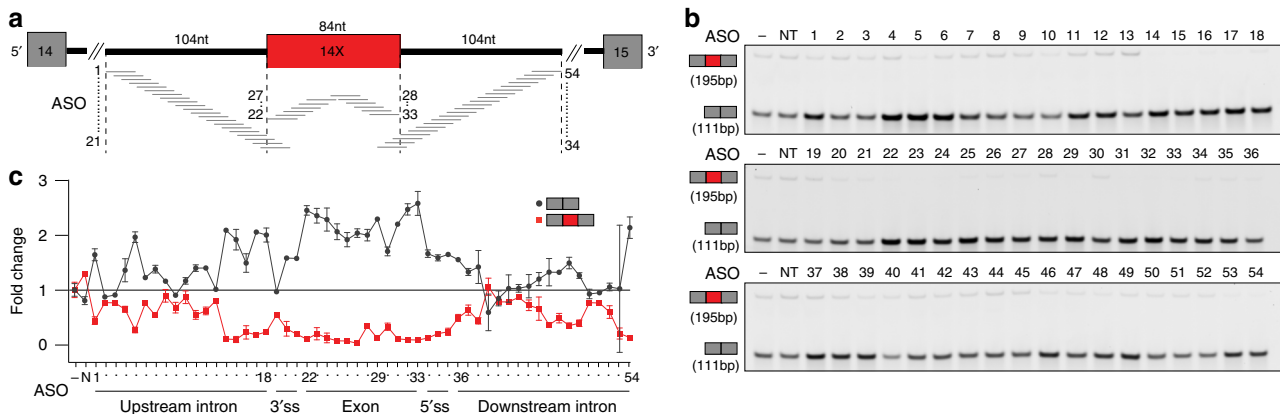 a
104nt 84nt 104nt
5′ 14 14X 15 3′
1 54
ASO 27 28
22 33
21 34
b
ASO – NT 1 2 3 4 5 6 7 8 9 10 11 12 13 14 15 16 17 18
(195bp)
(111bp)
ASO – NT 19 20 21 22 23 24 25 26 27 28 29 30 31 32 33 34 35 36
(195bp)
(111bp)
ASO – NT 37 38 39 40 41 42 43 44 45 46 47 48 49 50 51 52 53 54
(195bp)
(111bp)
c
3
2
1
0
Fold change
ASO – N 1 18 22 29 33 36 54
Upstream intron 3′ss Exon 5′ss Downstream intron